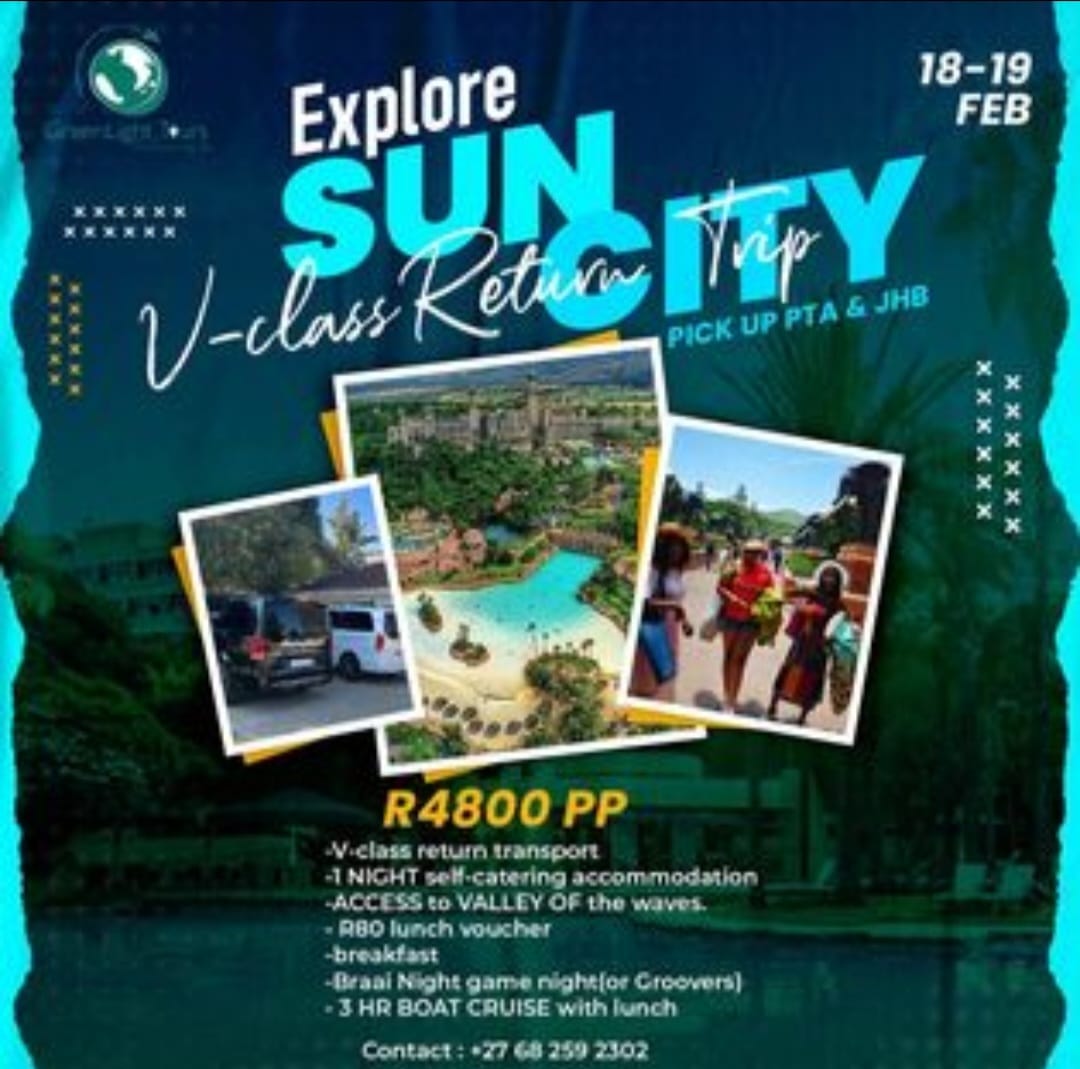 GreenLight Tours
Explore
SUN
CITY
V-class Return Trip
PICK UP PTA & JHB
18-19
FEB
R4800 PP
-V-class return transport
-1 NIGHT self-catering accommodation
-ACCESS to VALLEY OF the waves.
- R80 lunch voucher
-breakfast
-Braai Night game night(or Groovers)
- 3 HR BOAT CRUISE with lunch
Contact : +27 68 259 2302